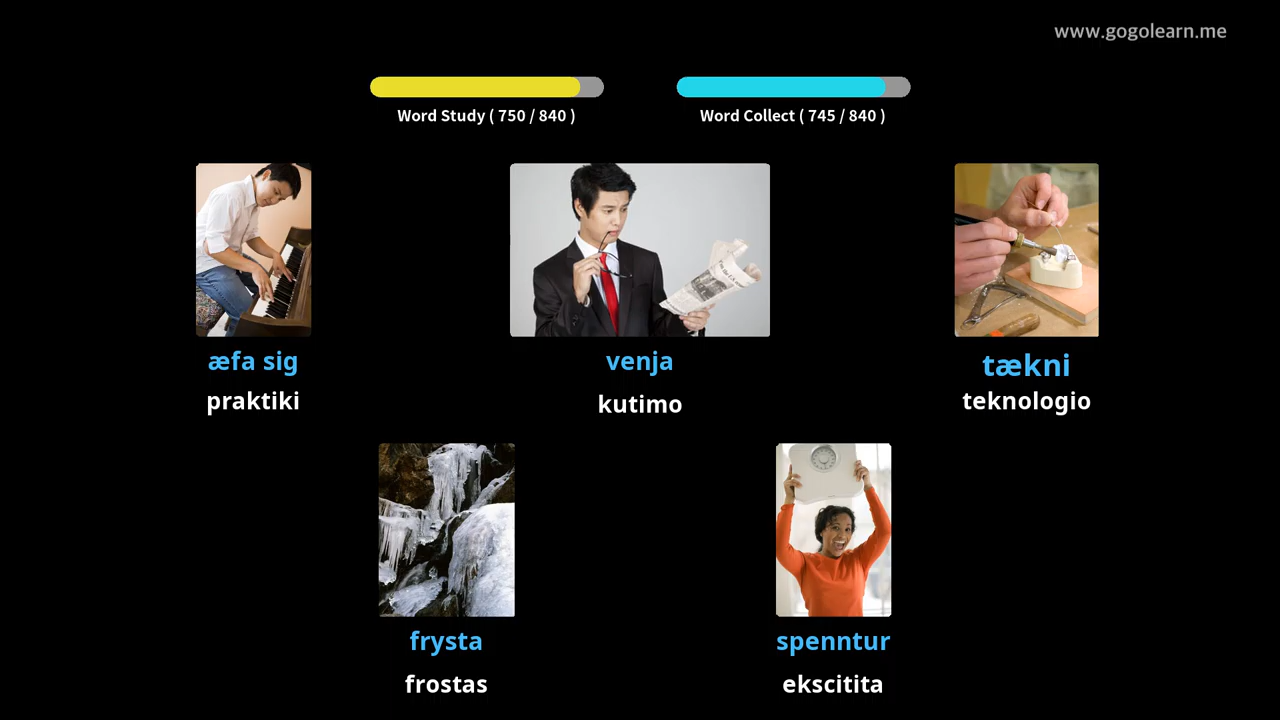 www.gogolearn.me
Word Study ( 750 / 840 )
Word Collect ( 745 / 840 )
æfa sig
praktiki
venja
kutimo
tækni
teknologio
frysta
frostas
spenntur
ekscitita